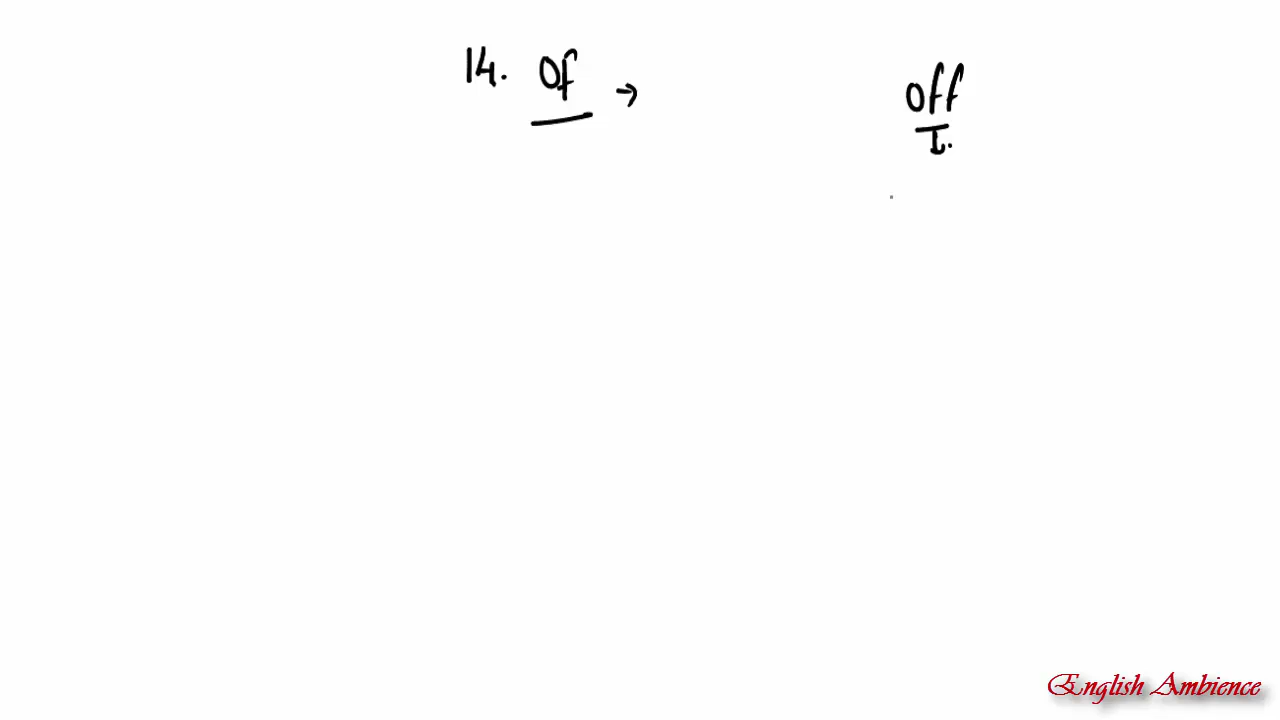 14. Of → off
I.
English Ambience